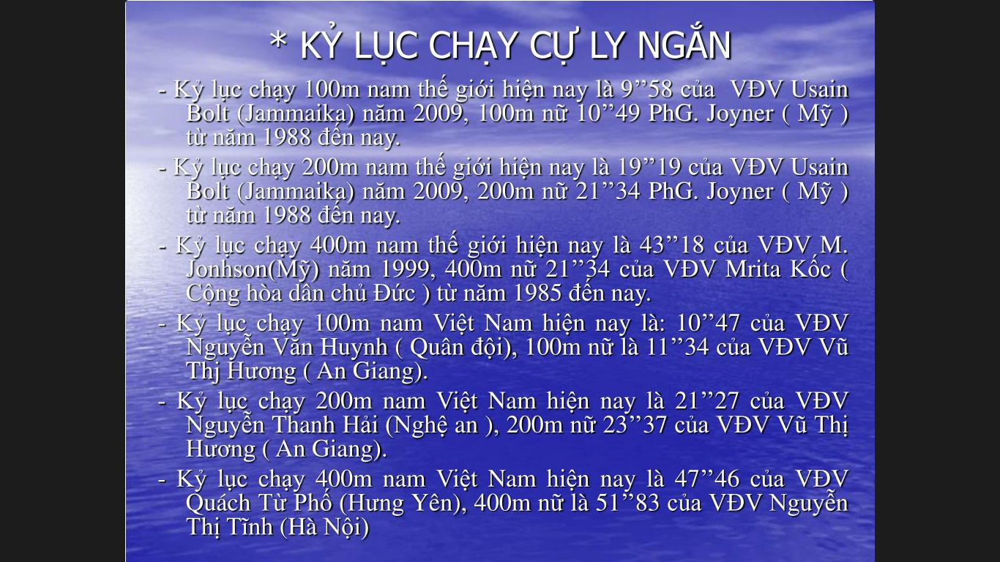 * KỶ LỤC CHẠY CỰ LY NGẮN
- Kỷ lục chạy 100m nam thế giới hiện nay là 9’’58 của VĐV Usain
Bolt (Jammaika) năm 2009, 100m nữ 10’’49 PhG. Joyner ( Mỹ )
từ năm 1988 đến nay.
- Kỷ lục chạy 200m nam thế giới hiện nay là 19’’19 của VĐV Usain
Bolt (Jammaika) năm 2009, 200m nữ 21’’34 PhG. Joyner ( Mỹ )
từ năm 1988 đến nay.
- Kỷ lục chạy 400m nam thế giới hiện nay là 43’’18 của VĐV M.
Jonhson(Mỹ) năm 1999, 400m nữ 21’’34 của VĐV Mrita Kốc (
Cộng hòa dân chủ Đức ) từ năm 1985 đến nay.
- Kỷ lục chạy 100m nam Việt Nam hiện nay là: 10’’47 của VĐV
Nguyễn Văn Huynh ( Quân đội), 100m nữ là 11’’34 của VĐV Vũ
Thj Hương ( An Giang).
- Kỷ lục chạy 200m nam Việt Nam hiện nay là 21’’27 của VĐV
Nguyễn Thanh Hải (Nghệ an ), 200m nữ 23’’37 của VĐV Vũ Thị
Hương ( An Giang).
- Kỷ lục chạy 400m nam Việt Nam hiện nay là 47’’46 của VĐV
Quách Từ Phố (Hưng Yên), 400m nữ là 51’’83 của VĐV Nguyễn
Thị Tĩnh (Hà Nội)